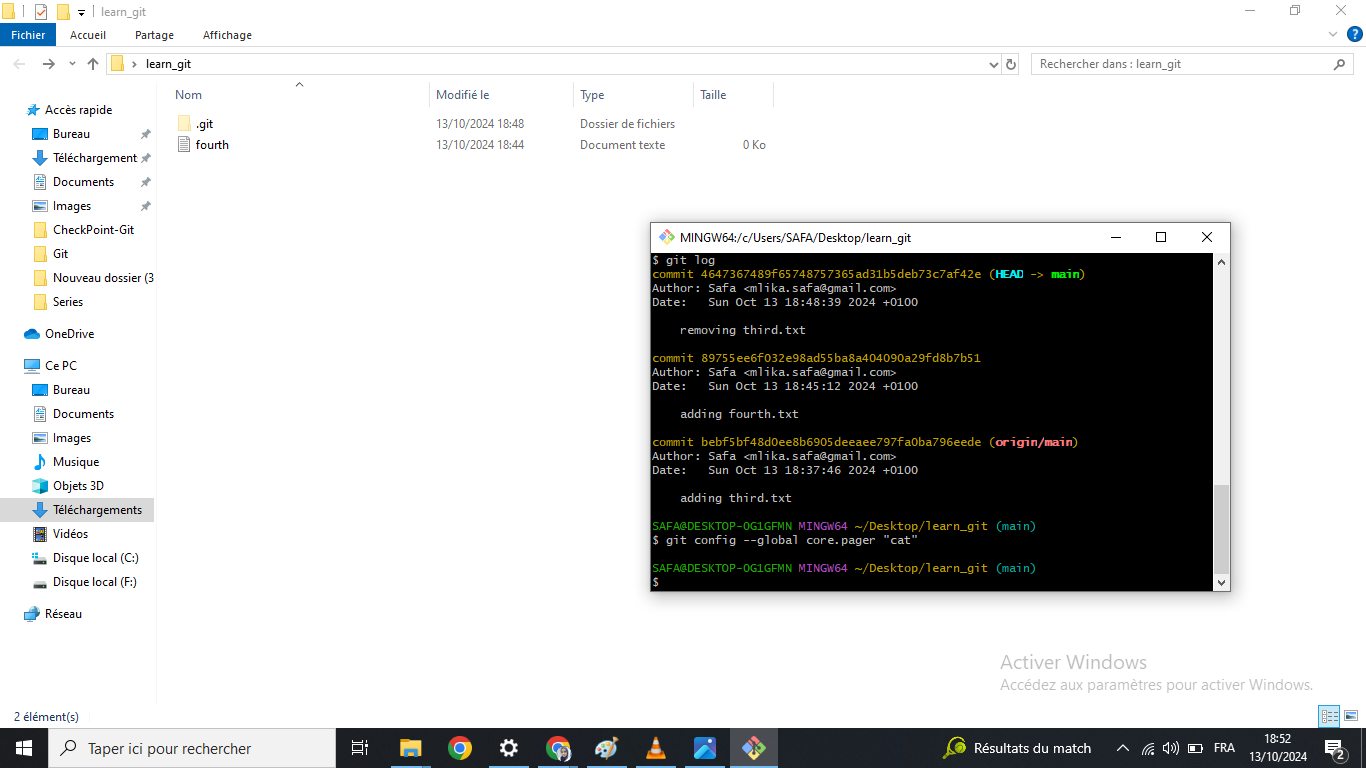 learn_git
Fichier Accueil Partage Affichage
learn_git
Rechercher dans : learn_git
Nom Modifié le Type Taille
.git 13/10/2024 18:48 Dossier de fichiers
fourth 13/10/2024 18:44 Document texte 0 Ko
Accès rapide
Bureau
Téléchargement
Documents
Images
CheckPoint-Git
Git
Nouveau dossier (3
Series
OneDrive
Ce PC
Bureau
Documents
Images
Musique
Objets 3D
Téléchargements
Vidéos
Disque local (C:)
Disque local (F:)
Réseau
2 élément(s)
MINGW64:/c/Users/SAFA/Desktop/learn_git
$ git log
commit 4647367489f65748757365ad31b5deb73c7af42e (HEAD -> main)
Author: Safa <mlika.safa@gmail.com>
Date: Sun Oct 13 18:48:39 2024 +0100
removing third.txt
commit 89755ee6f032e98ad55ba8a404090a29fd8b7b51
Author: Safa <mlika.safa@gmail.com>
Date: Sun Oct 13 18:45:12 2024 +0100
adding fourth.txt
commit bebf5bf48d0ee8b6905deeaee797fa0ba796eede (origin/main)
Author: Safa <mlika.safa@gmail.com>
Date: Sun Oct 13 18:37:46 2024 +0100
adding third.txt
SAFA@DESKTOP-OG1GFMN MINGW64 ~/Desktop/learn_git (main)
$ git config --global core.pager "cat"
SAFA@DESKTOP-OG1GFMN MINGW64 ~/Desktop/learn_git (main)
$
Activer Windows
Accédez aux paramètres pour activer Windows.
Taper ici pour rechercher
Résultats du match
FRA
18:52
13/10/2024
2